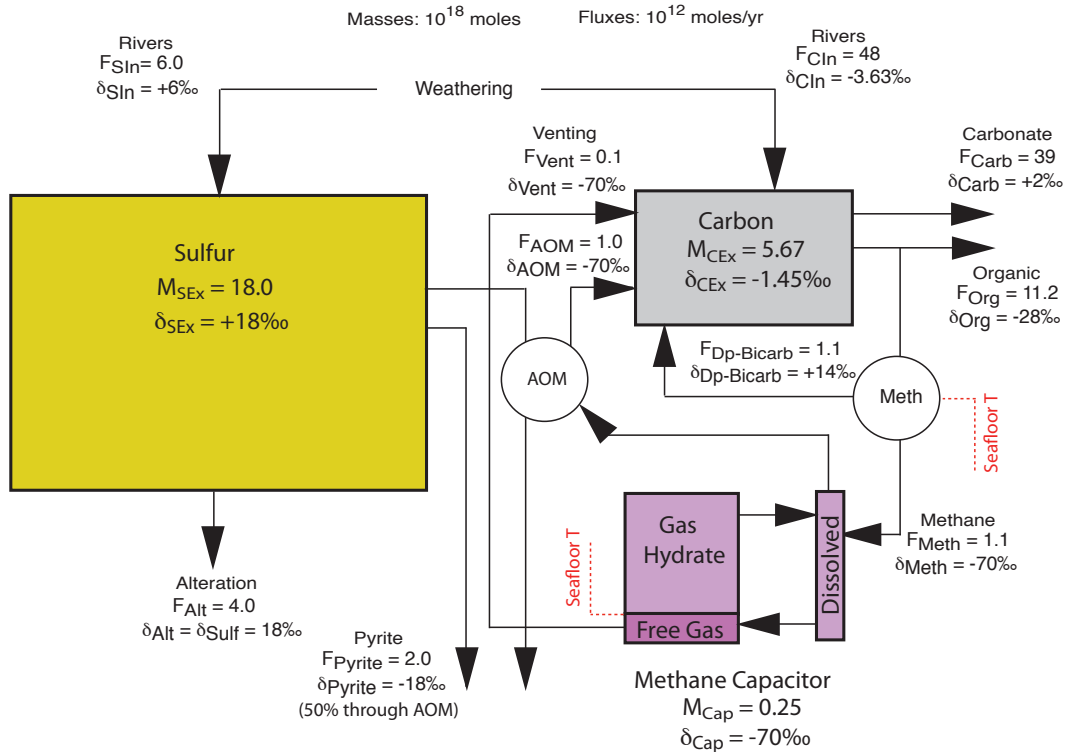 Masses: 10^18 moles Fluxes: 10^12 moles/yr
Rivers
F_SIn= 6.0
δ_SIn = +6‰
Weathering
Rivers
F_CIn = 48
δ_CIn = -3.63‰
Venting
F_Vent = 0.1
δ_Vent = -70‰
Carbonate
F_Carb = 39
δ_Carb = +2‰
Sulfur
M_SEx = 18.0
δ_SEx = +18‰
F_AOM = 1.0
δ_AOM = -70‰
Carbon
M_CEx = 5.67
δ_CEx = -1.45‰
Organic
F_Org = 11.2
δ_Org = -28‰
AOM
F_Dp-Bicarb = 1.1
δ_Dp-Bicarb = +14‰
Meth
Seafloor T
Gas
Hydrate
Free Gas
Dissolved
Seafloor T
Methane
F_Meth = 1.1
δ_Meth = -70‰
Alteration
F_Alt = 4.0
δ_Alt = δ_Sulf = 18‰
Pyrite
F_Pyrite = 2.0
δ_Pyrite = -18‰
(50% through AOM)
Methane Capacitor
M_Cap = 0.25
δ_Cap = -70‰